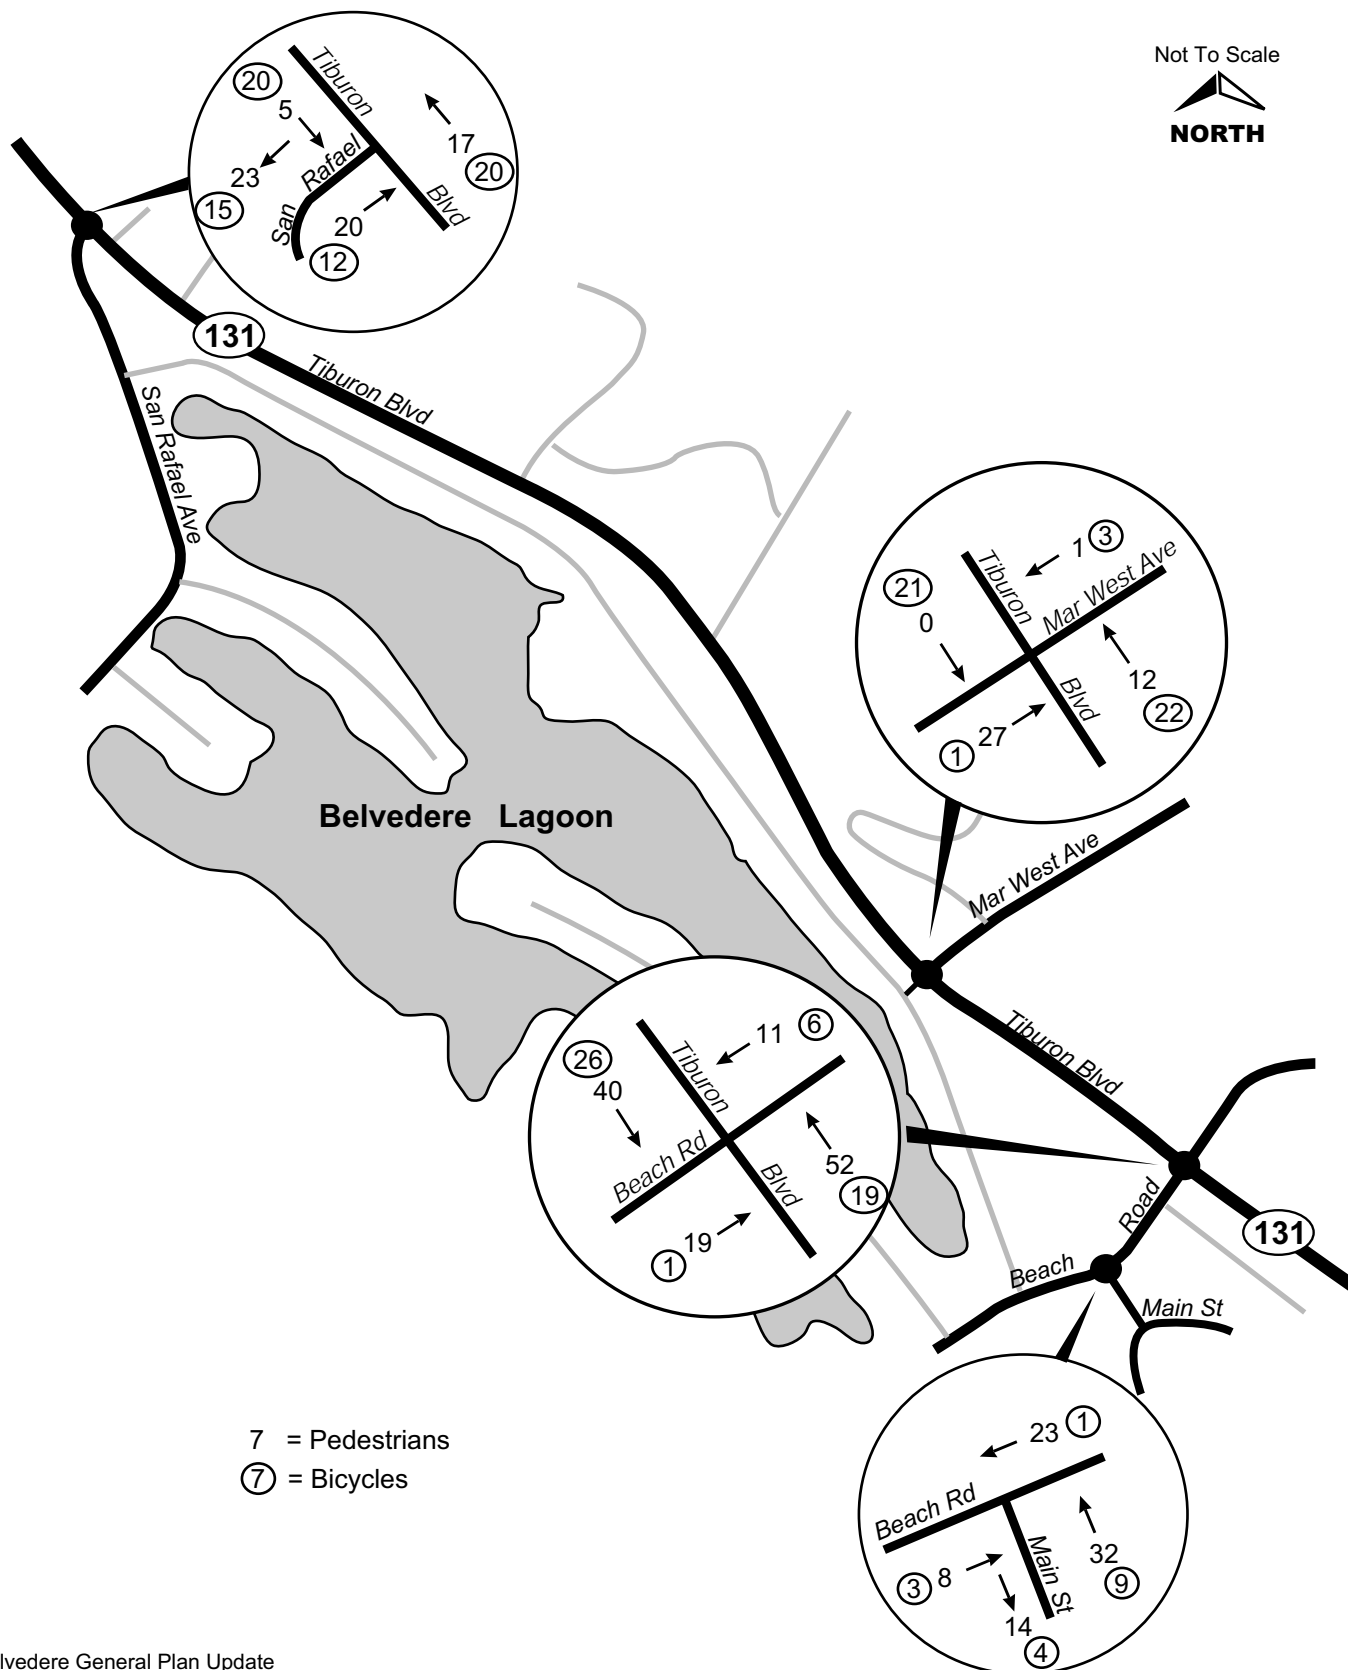 Not To Scale
NORTH
Tiburon
Blvd
San Rafael
20
5
23
15
17
20
20
12
131
Tiburon Blvd
San Rafael Ave
Tiburon
Blvd
Mar West Ave
1 3
21
0
12
22
1 27
Belvedere Lagoon
Mar West Ave
Tiburon Blvd
Tiburon
Blvd
Beach Rd
11 6
26
40
52
19
19
1
131
Beach
Road
Main St
23 1
Beach Rd
Main St
3 8
32
9
14
4
7 = Pedestrians
7 = Bicycles
lvedere General Plan Update